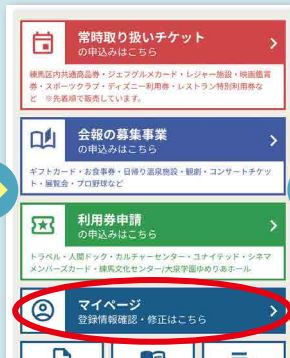 常時取り扱いチケット
の申込みはこちら
練馬区内共通商品券・ジェフグルメカード・レジャー施設・映画鑑賞
券・スポーツクラブ・ディズニー利用券・レストラン特別利用券な
ど ※先着順で販売しています。
会報の募集事業
の申込みはこちら
ギフトカード・お食事券・日帰り温泉施設・観劇・コンサートチケッ
ト・展覧会・プロ野球など
利用券申請
の申込みはこちら
トラベル・人間ドック・カルチャーセンター・ユナイテッド・シネマ
メンバーズカード・練馬文化センター/大泉学園ゆめりあホール
マイページ
登録情報確認・修正はこちら